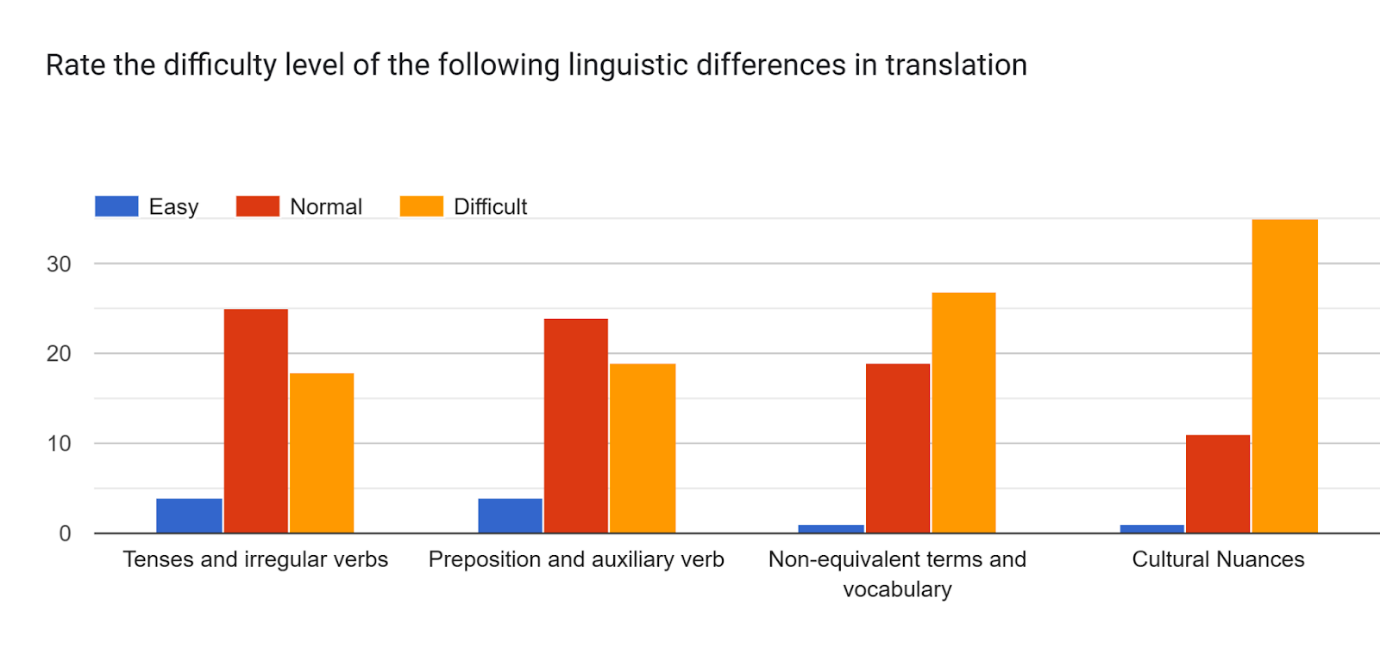 Rate the difficulty level of the following linguistic differences in translation
Easy Normal Difficult
30
20
10
0
Tenses and irregular verbs Preposition and auxiliary verb Non-equivalent terms and Cultural Nuances
vocabulary